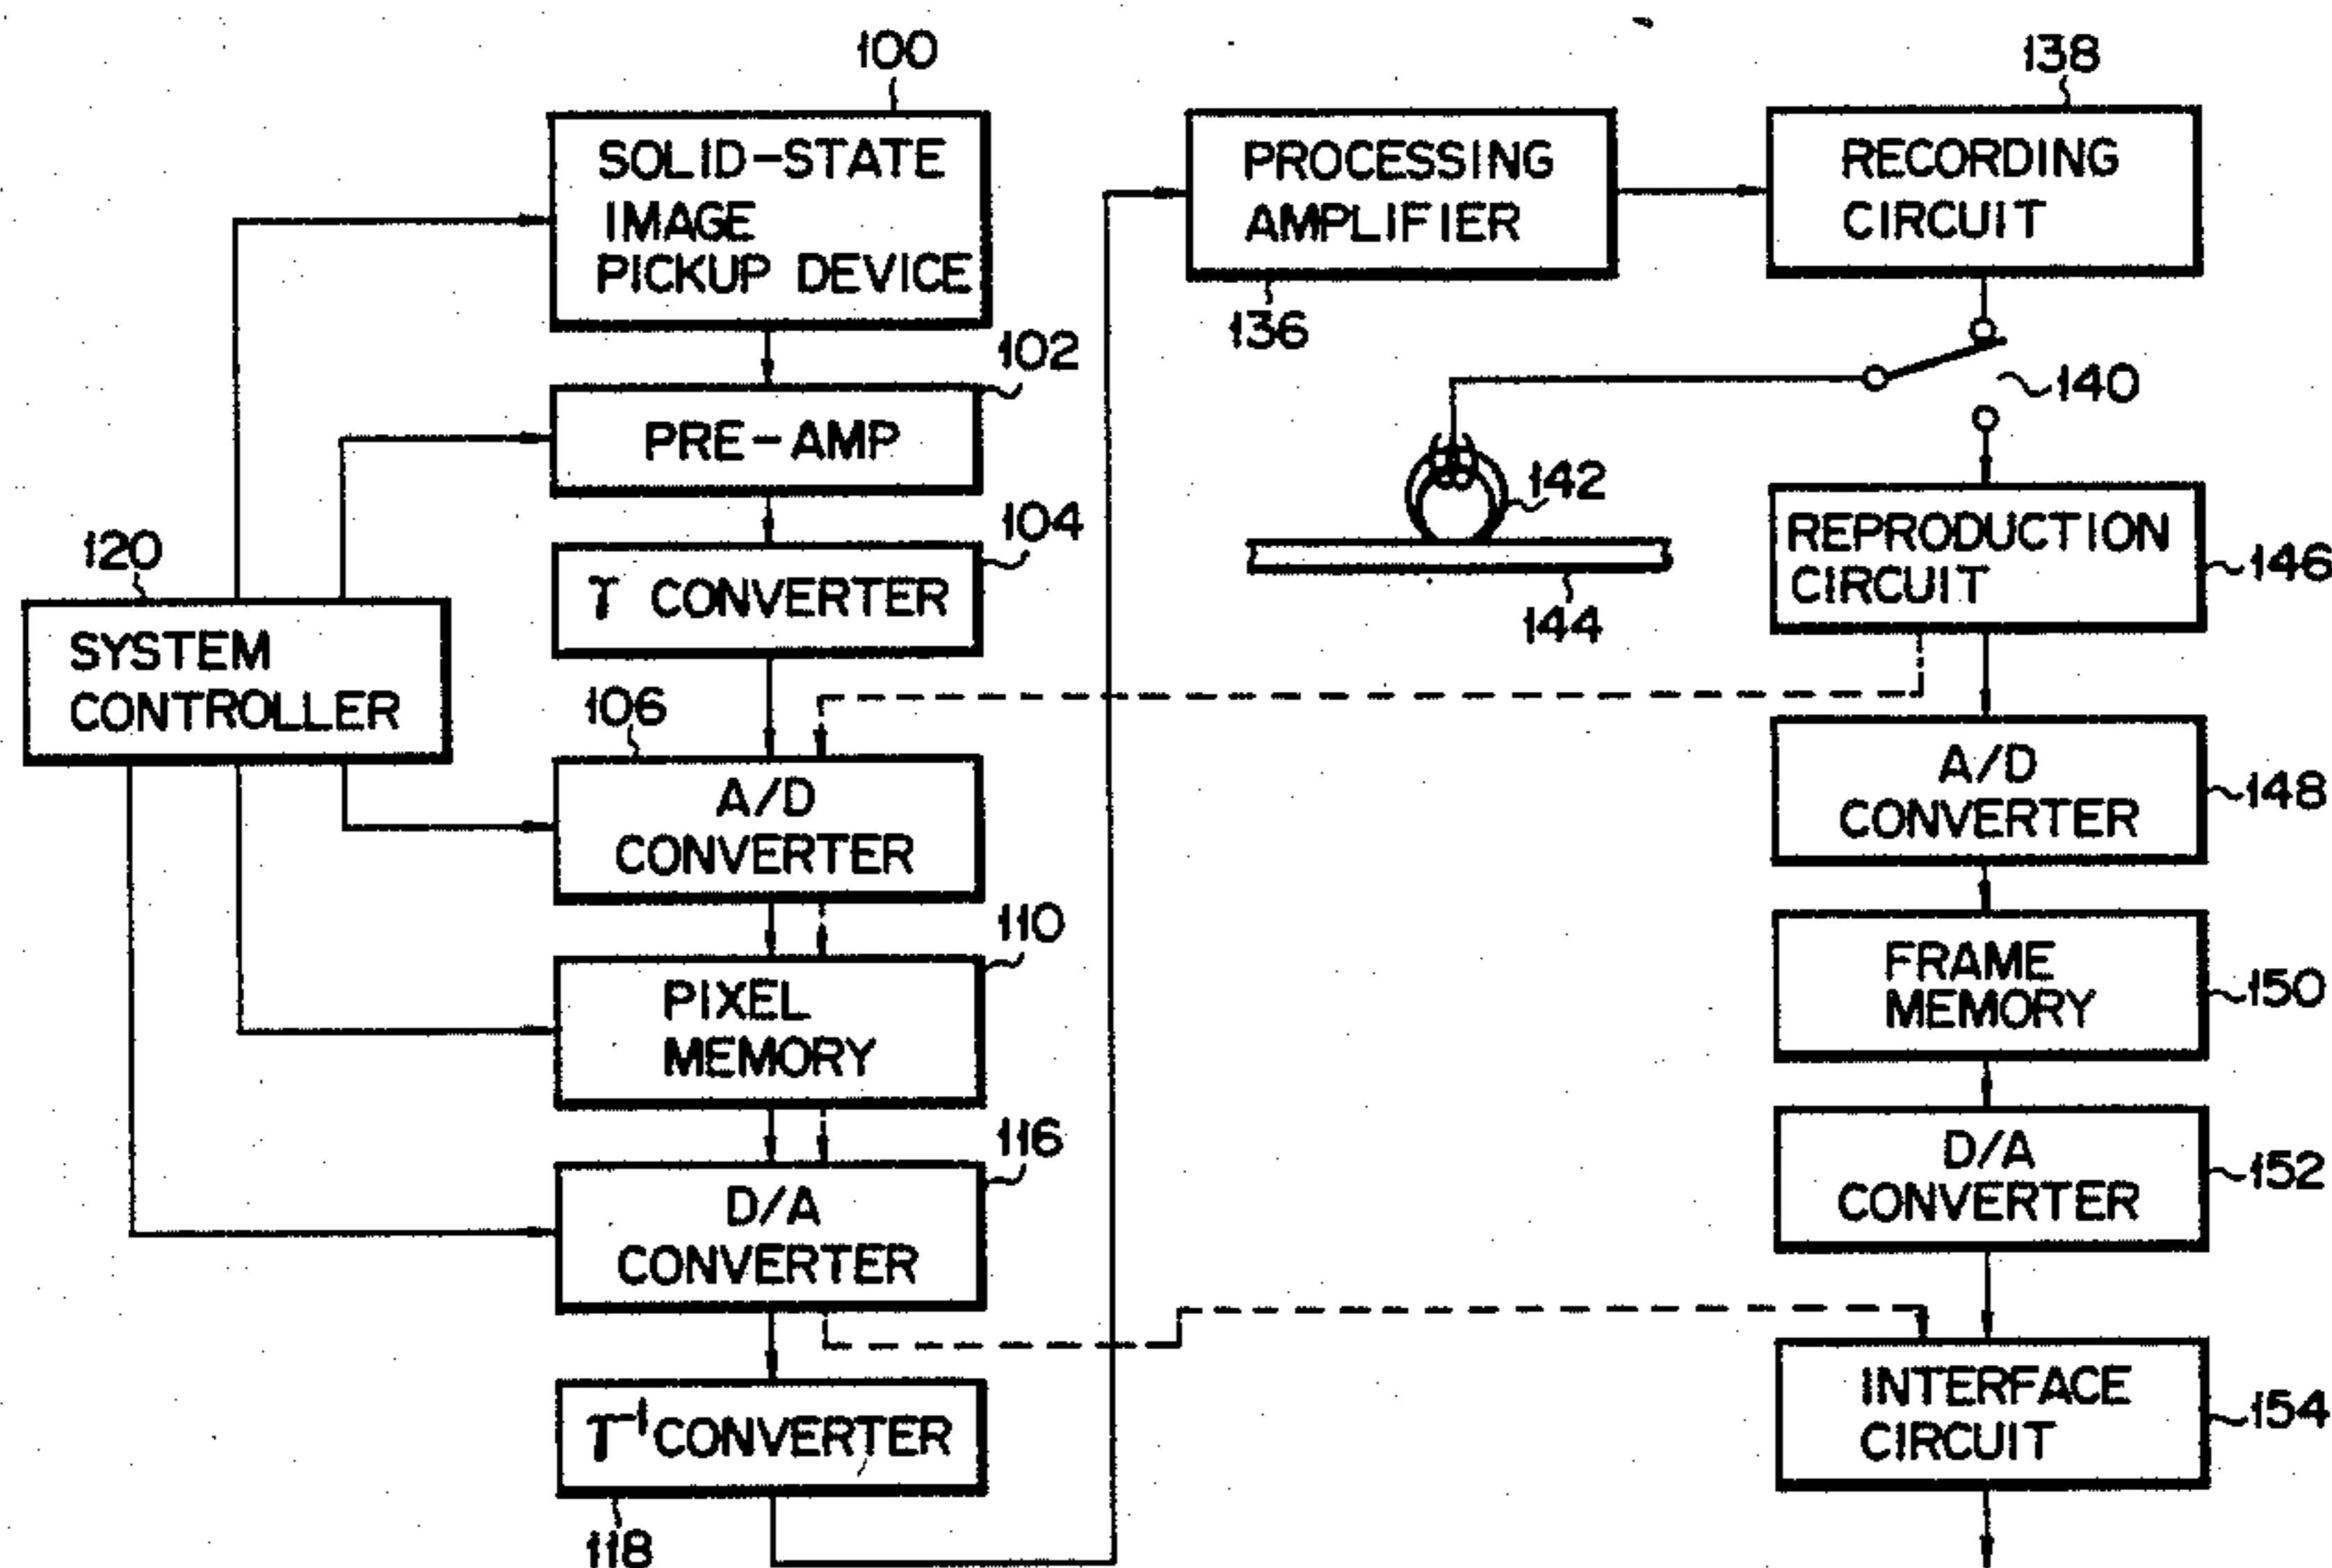 100
SOLID-STATE
IMAGE
PICKUP DEVICE
102
PRE-AMP
104
γ CONVERTER
120
SYSTEM
CONTROLLER
106
A/D
CONVERTER
110
PIXEL
MEMORY
116
D/A
CONVERTER
γ⁻¹ CONVERTER
118
PROCESSING
AMPLIFIER
136
138
RECORDING
CIRCUIT
140
142
144
REPRODUCTION
CIRCUIT
146
A/D
CONVERTER
148
FRAME
MEMORY
150
D/A
CONVERTER
152
INTERFACE
CIRCUIT
154